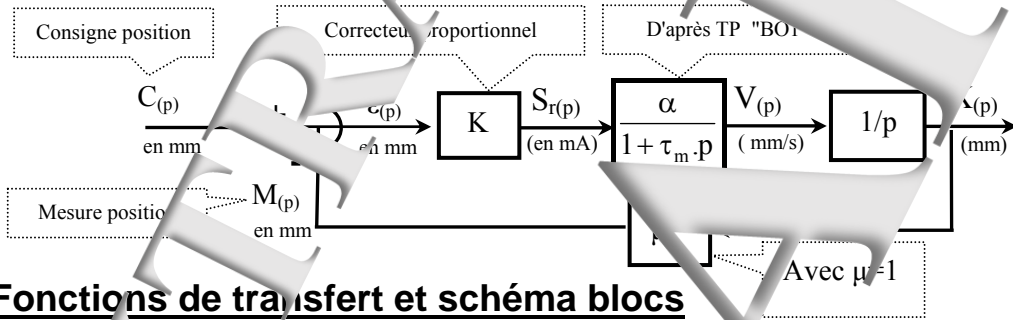 Consigne position
Correcteur proportionnel
D'après TP "BO
C(p)
ε(p)
K
Sr(p)
α
1 + τm.p
V(p)
1/p
X(p)
en mm
en mm
(en mA)
( mm/s)
(mm)
Mesure position
M(p)
en mm
μ
Avec μ=1
Fonctions de transfert et schéma blocs